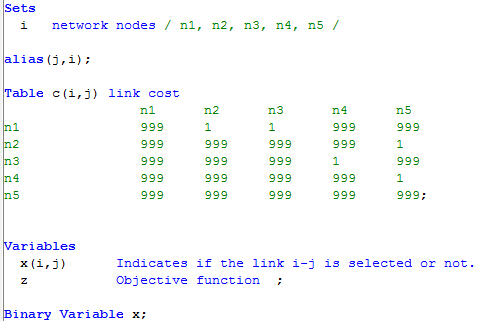 Sets
i network nodes / n1, n2, n3, n4, n5 /
alias(j,i);
Table c(i,j) link cost
n1 n2 n3 n4 n5
n1 999 1 1 999 999
n2 999 999 999 999 1
n3 999 999 999 1 999
n4 999 999 999 999 1
n5 999 999 999 999 999;
Variables
x(i,j) Indicates if the link i-j is selected or not.
z Objective function ;
Binary Variable x;